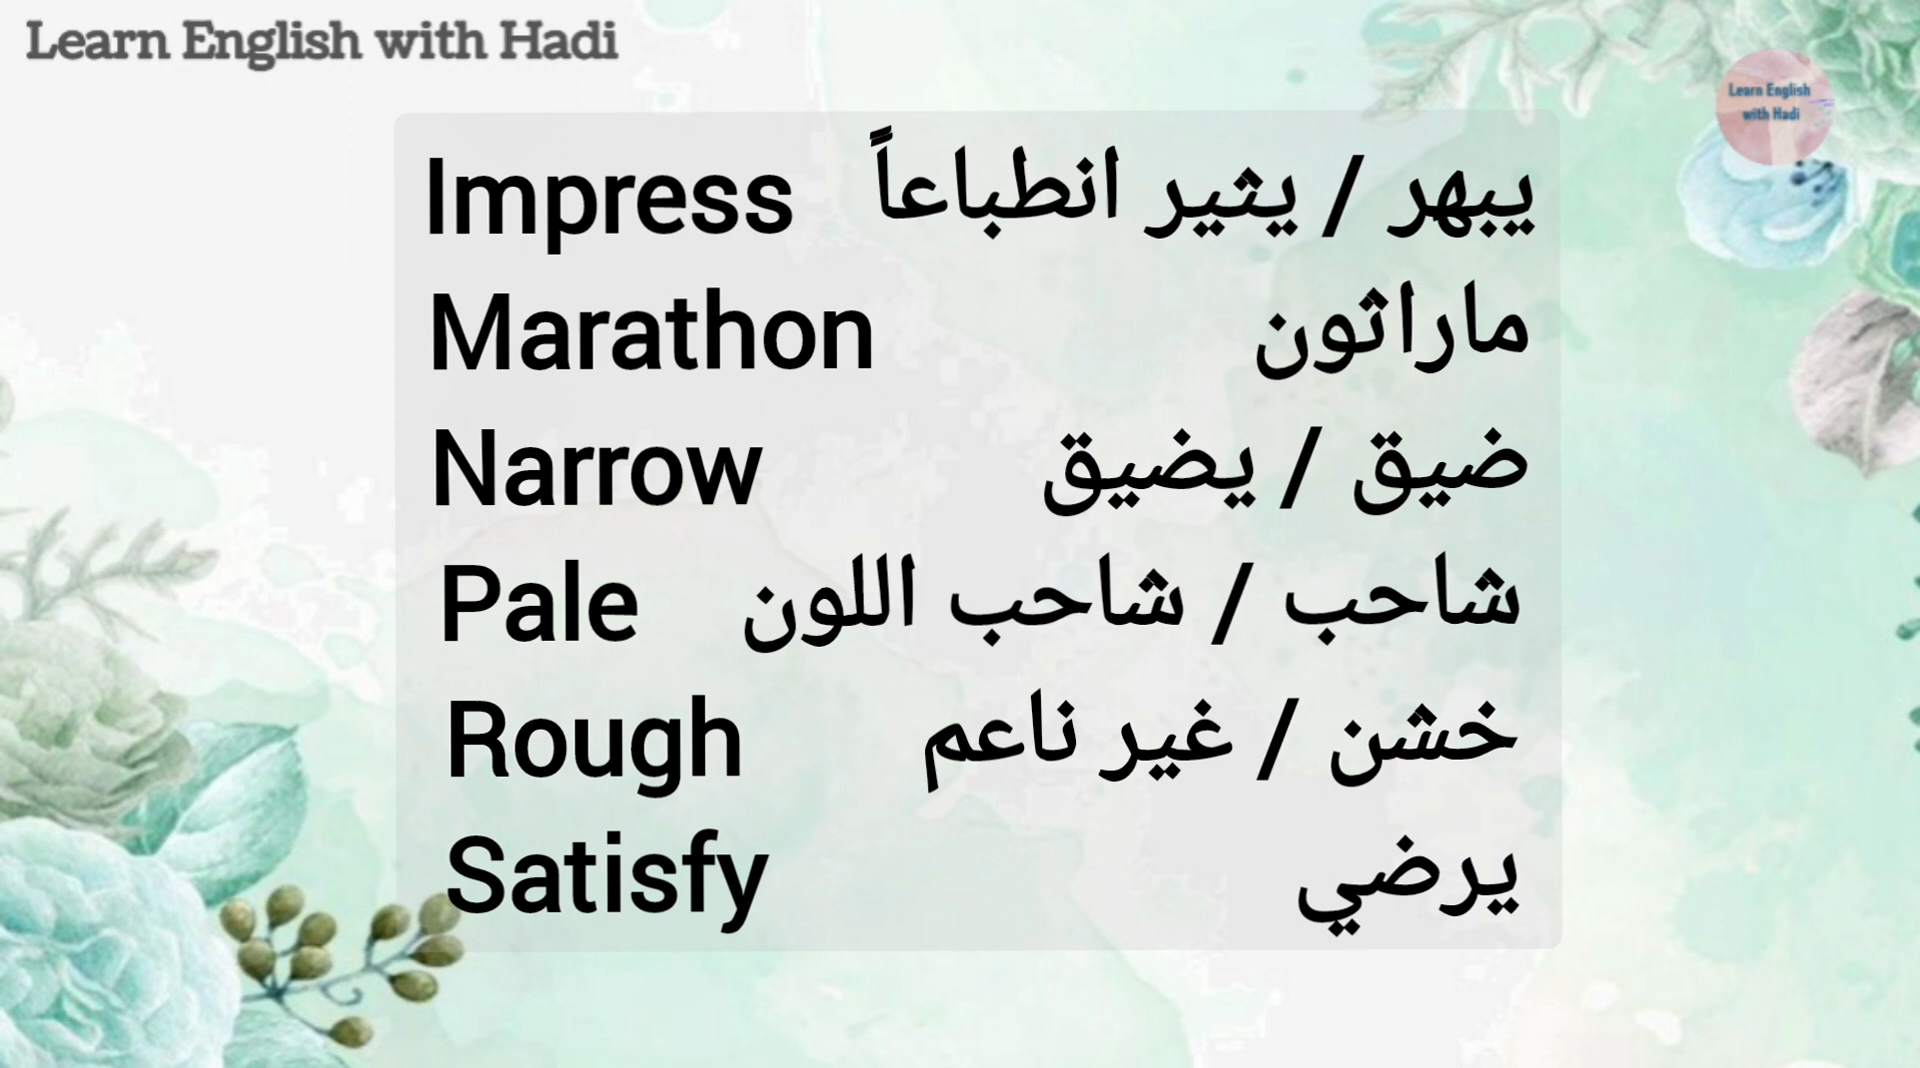 Learn English with Hadi
Learn English
with Hadi
Impress يبهر / يثير انطباعاً
Marathon ماراثون
Narrow ضيق / يضيق
Pale شاحب / شاحب اللون
Rough خشن / غير ناعم
Satisfy يرضي